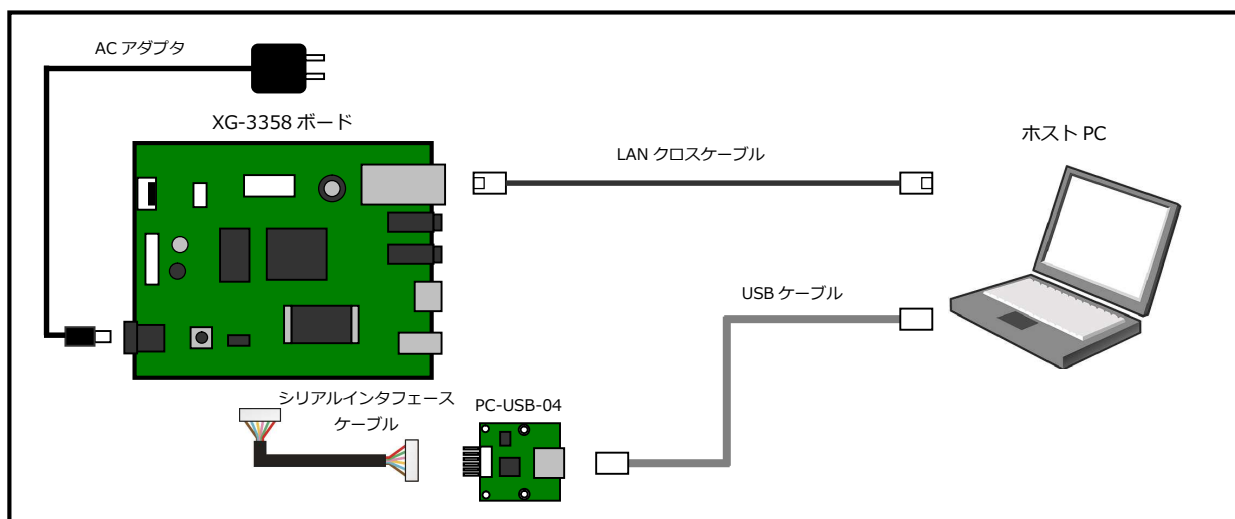 AC アダプタ
XG-3358 ボード
LAN クロスケーブル
ホスト PC
USB ケーブル
シリアルインタフェース
ケーブル
PC-USB-04